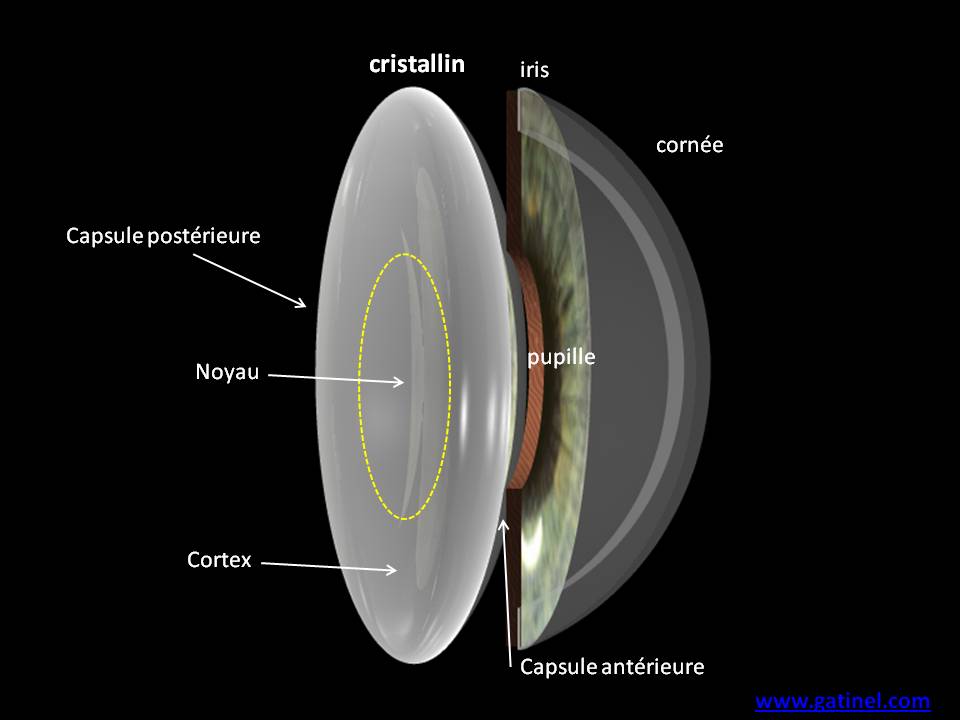 cristallin
iris
cornée
Capsule postérieure
pupille
Noyau
Cortex
Capsule antérieure
www.gatinel.com